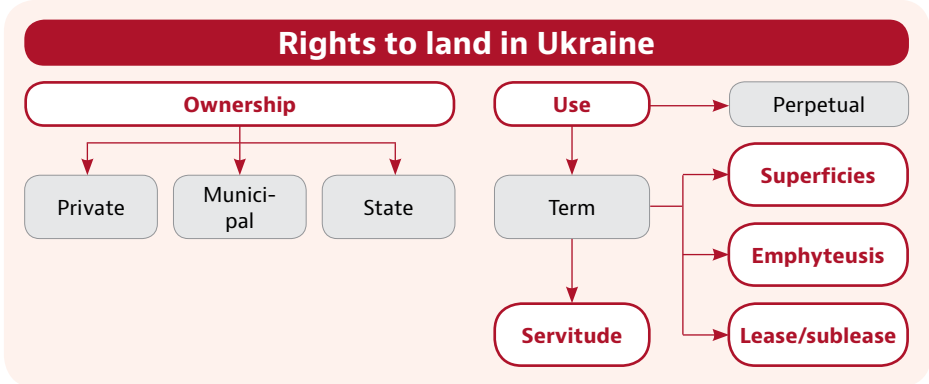 Rights to land in Ukraine
Ownership
Private
Munici-
pal
State
Use
Perpetual
Term
Superficies
Emphyteusis
Servitude
Lease/sublease